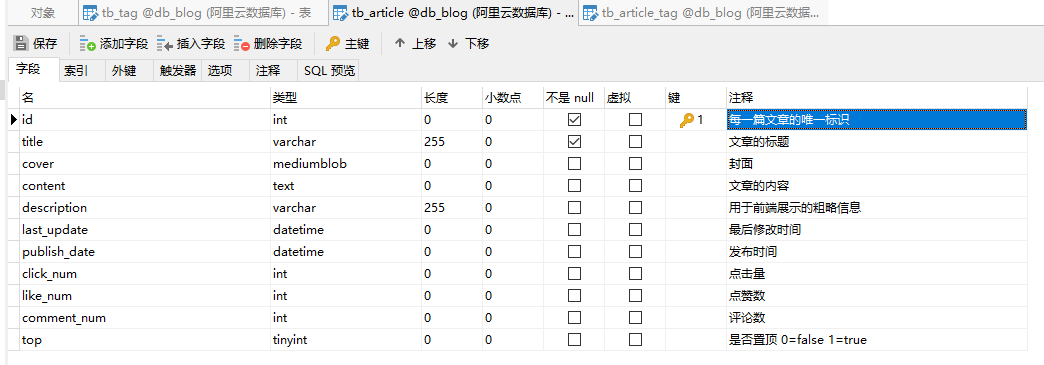 对象 tb_tag @db_blog (阿里云数据库) - 表 tb_article @db_blog (阿里云数据库) - ... tb_article_tag @db_blog (阿里云数据...
保存 添加字段 插入字段 删除字段 主键 上移 下移
字段 索引 外键 触发器 选项 注释 SQL 预览
名 类型 长度 小数点 不是 null 虚拟 键 注释
id int 0 0 1 每一篇文章的唯一标识
title varchar 255 0 文章的标题
cover mediumblob 0 0 封面
content text 0 0 文章的内容
description varchar 255 0 用于前端展示的粗略信息
last_update datetime 0 0 最后修改时间
publish_date datetime 0 0 发布时间
click_num int 0 0 点击量
like_num int 0 0 点赞数
comment_num int 0 0 评论数
top tinyint 0 0 是否置顶 0=false 1=true